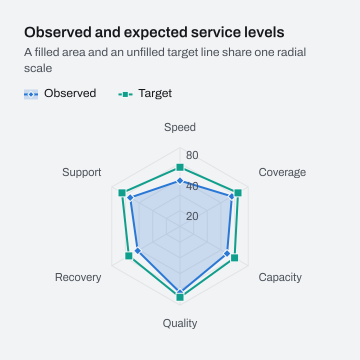 Observed and expected service levels
A filled area and an unfilled target line share one radial
scale
Observed
Target
Speed
80
Support
Coverage
40
20
Recovery
Capacity
Quality